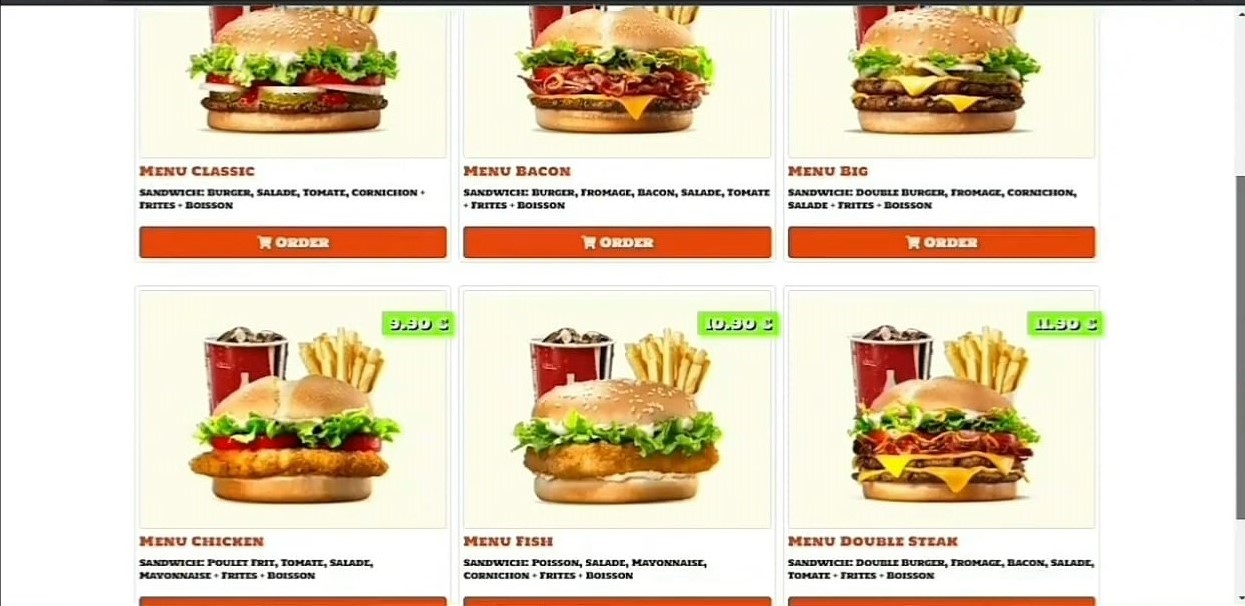 Menu Classic
Sandwich: Burger, Salade, Tomate, Cornichon +
Frites + Boisson
Order
Menu Bacon
Sandwich: Burger, Fromage, Bacon, Salade, Tomate
+ Frites + Boisson
Order
Menu Big
Sandwich: Double Burger, Fromage, Cornichon,
Salade + Frites + Boisson
Order
9.90 €
Menu Chicken
Sandwich: Poulet Frit, Tomate, Salade,
Mayonnaise + Frites + Boisson
10.90 €
Menu Fish
Sandwich: Poisson, Salade, Mayonnaise,
Cornichon + Frites + Boisson
11.90 €
Menu Double Steak
Sandwich: Double Burger, Fromage, Bacon, Salade,
Tomate + Frites + Boisson